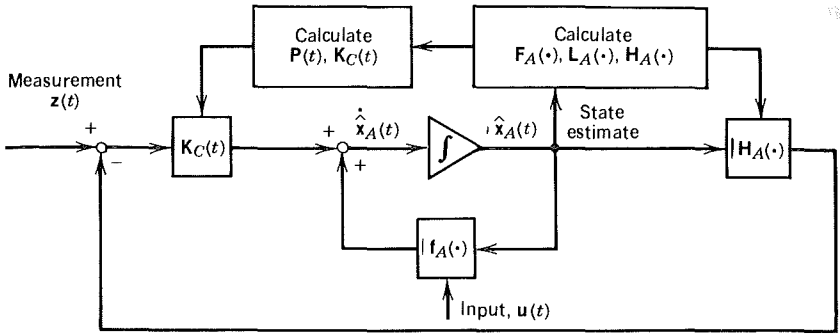 Calculate
P(t), K_C(t)
Calculate
F_A(·), L_A(·), H_A(·)
Measurement
z(t)
+
−
K_C(t)
+
+
x̂̇_A(t)
∫
x̂_A(t)
State
estimate
H_A(·)
f_A(·)
Input, u(t)